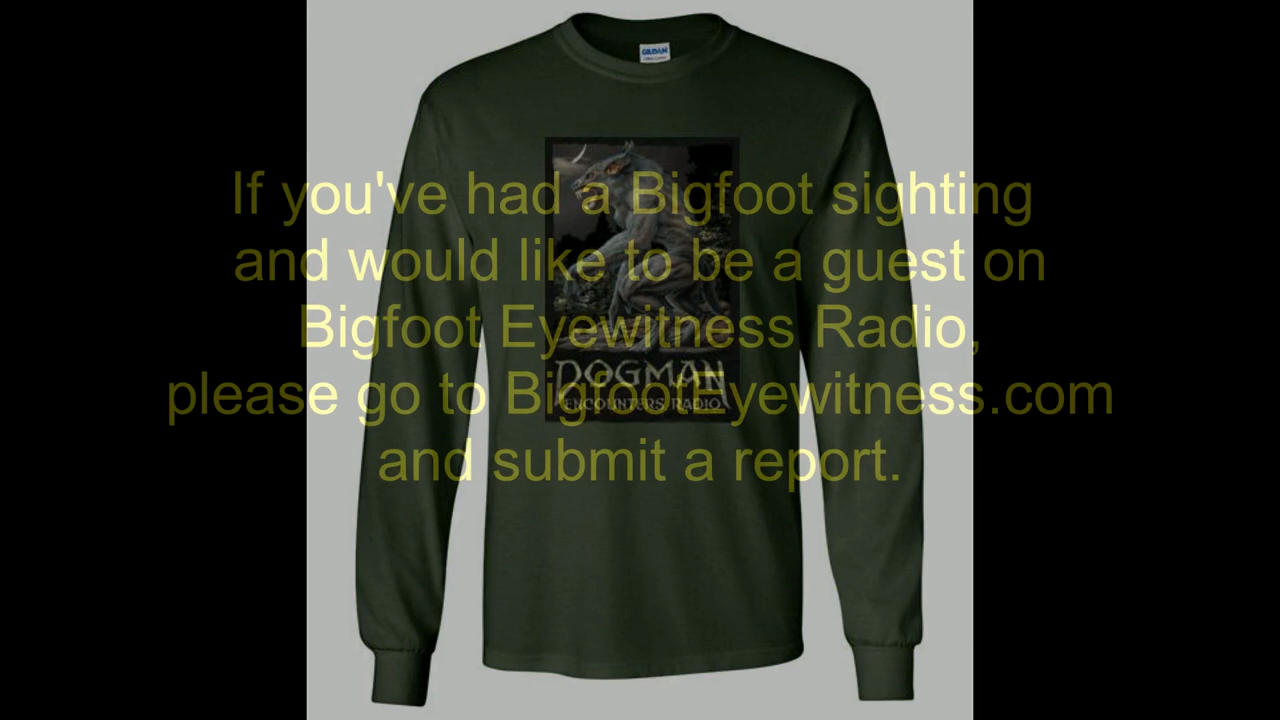 GILDAN
If you've had a Bigfoot sighting
and would like to be a guest on
Bigfoot Eyewitness Radio,
please go to BigfootEyewitness.com
and submit a report.
DOGMAN
ENCOUNTERS RADIO